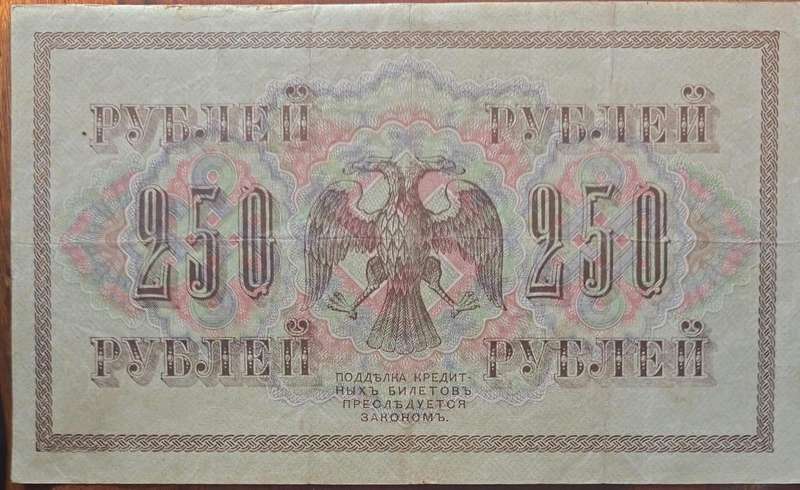 РУБЛЕЙ РУБЛЕЙ
250 250
РУБЛЕЙ РУБЛЕЙ
ПОДДѢЛКА КРЕДИТ-
НЫХЪ БИЛЕТОВЪ
ПРЕСЛѢДУЕТСЯ
ЗАКОНОМЪ.